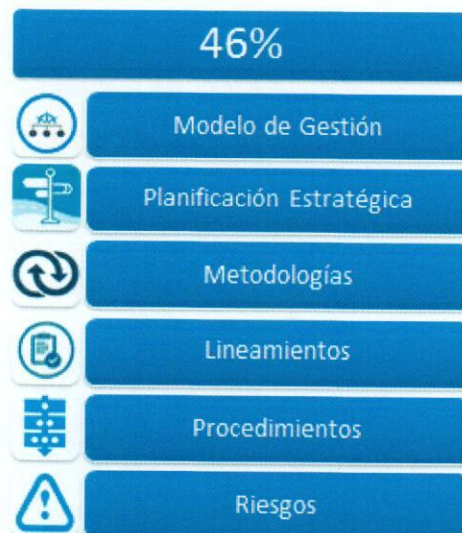 46%
Modelo de Gestión
Planificación Estratégica
Metodologías
Lineamientos
Procedimientos
Riesgos